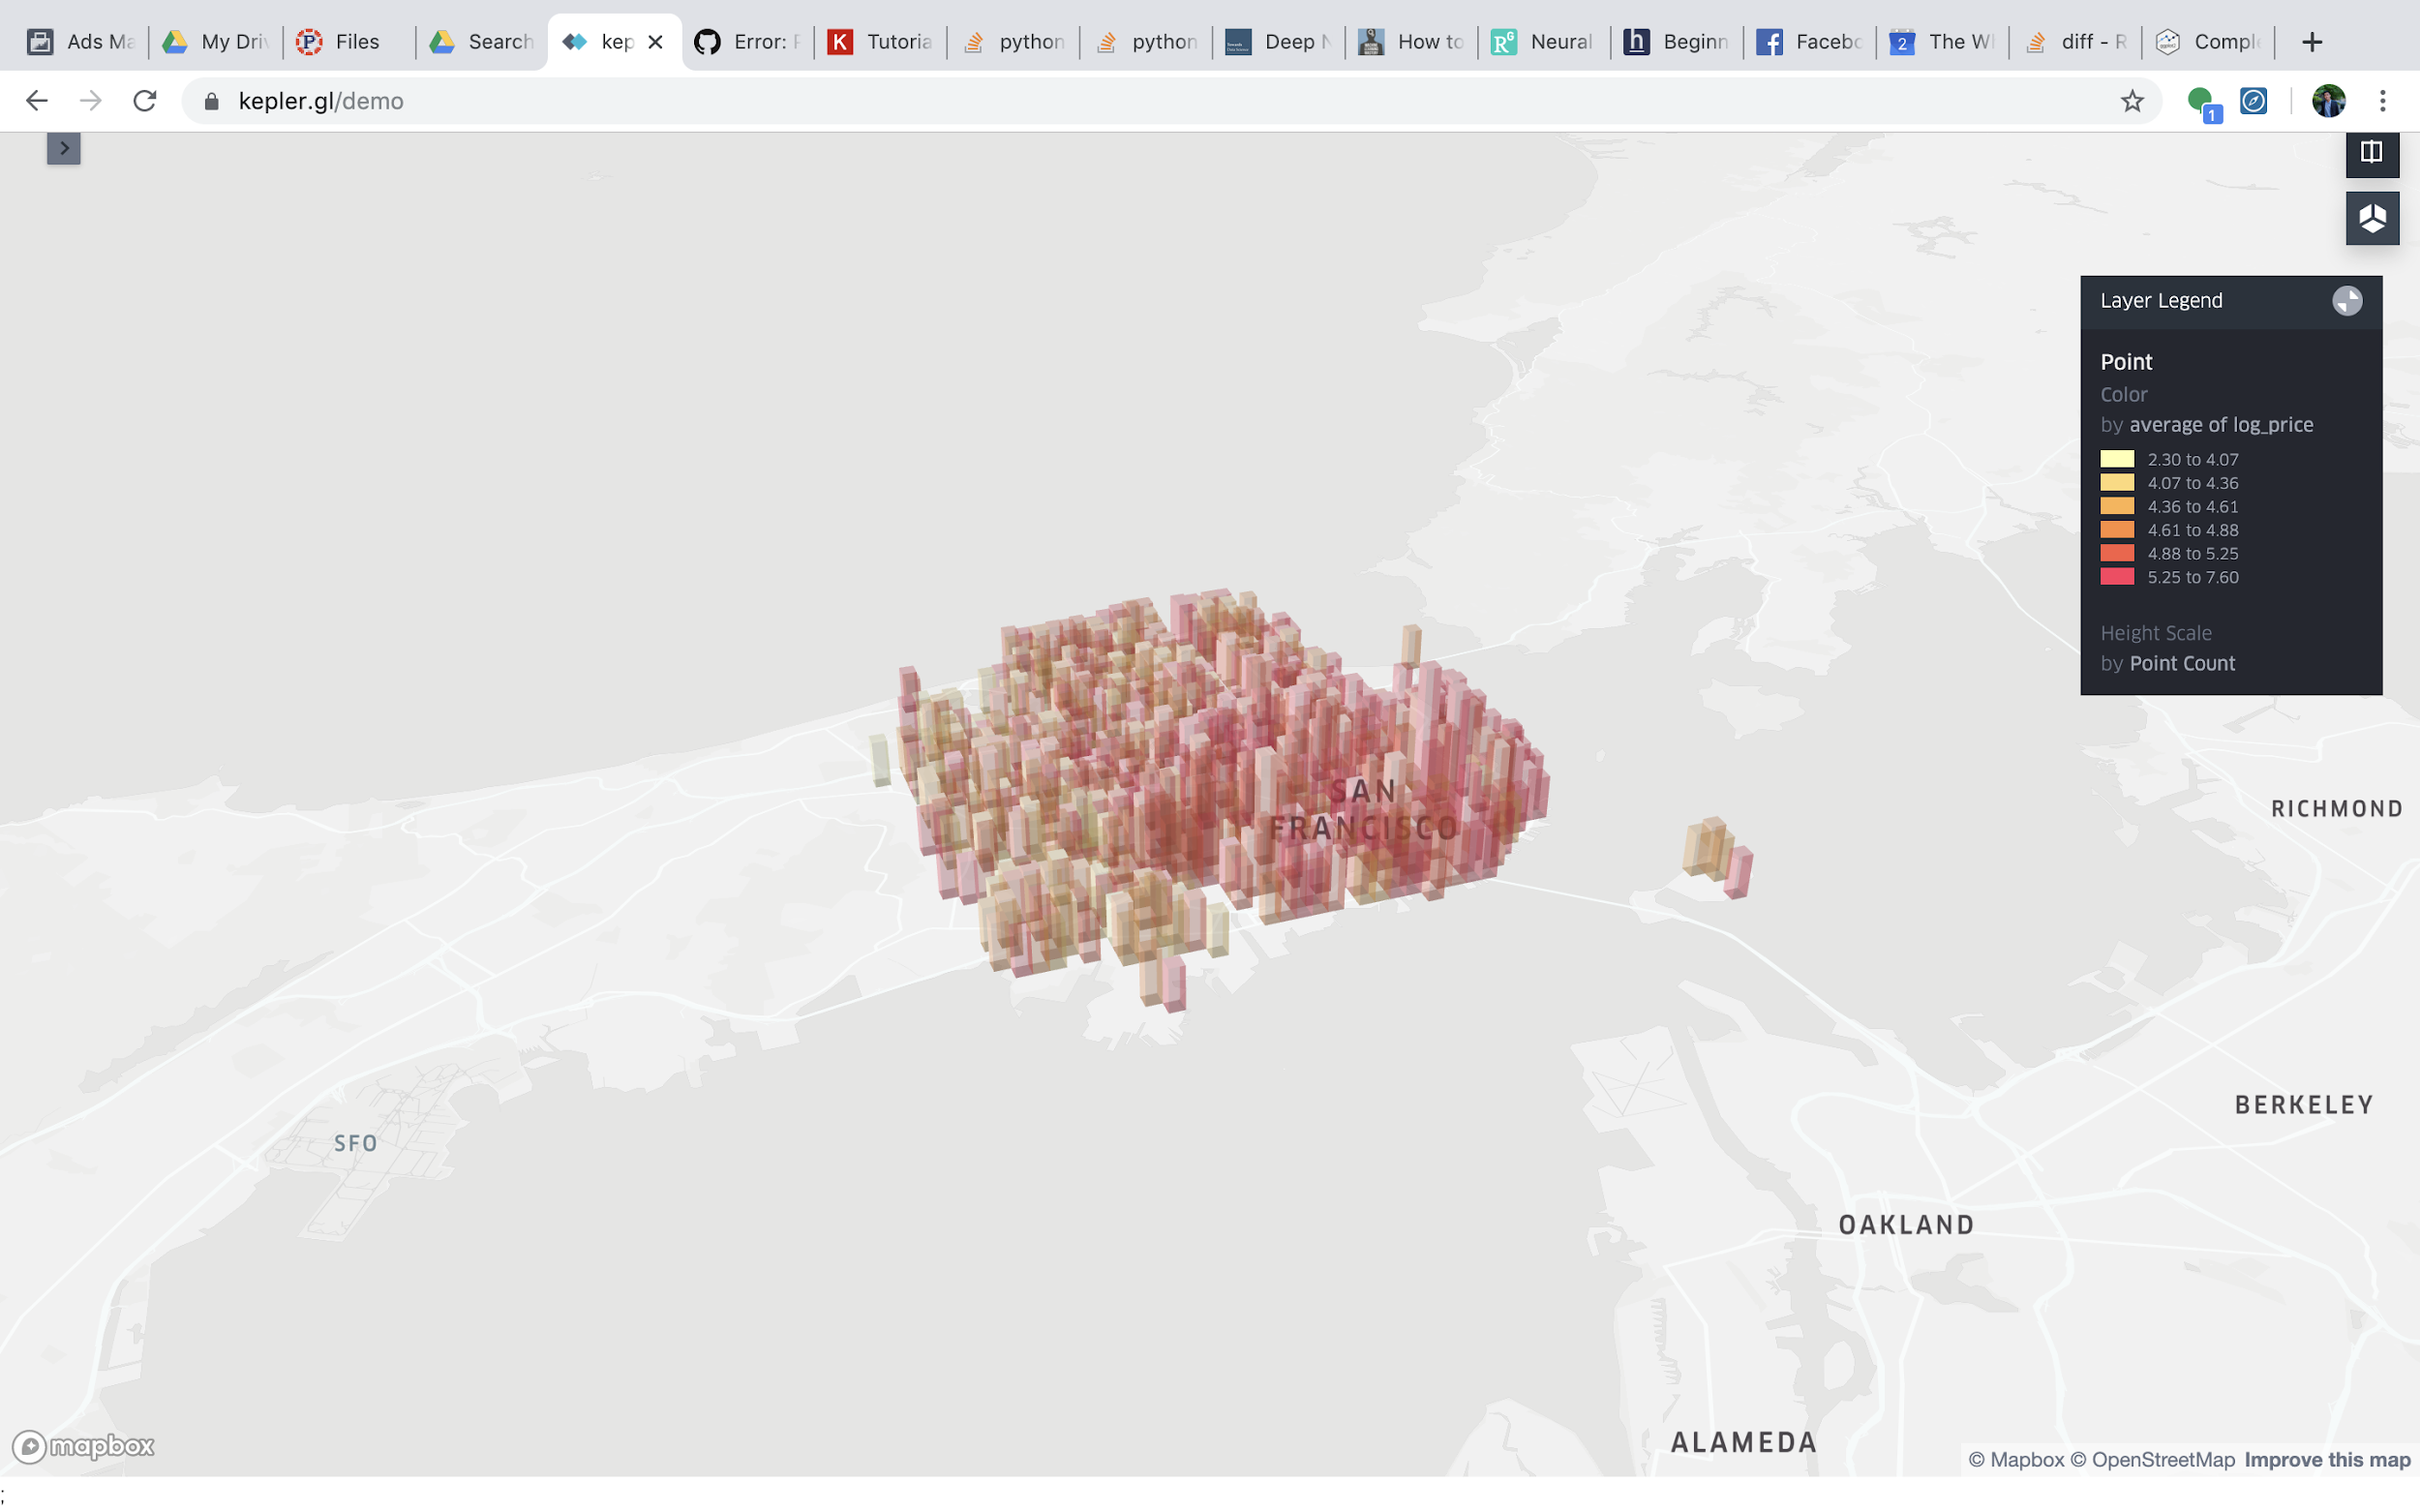 Ads Ma
My Driv
Files
Search
kep
Error: F
Tutoria
python
python
Deep N
How to
Neural
Beginn
Facebo
The Wi
diff - R
Comple
kepler.gl/demo
1
Layer Legend
Point
Color
by average of log_price
2.30 to 4.07
4.07 to 4.36
4.36 to 4.61
4.61 to 4.88
4.88 to 5.25
5.25 to 7.60
Height Scale
by Point Count
SAN
FRANCISCO
RICHMOND
BERKELEY
SFO
OAKLAND
ALAMEDA
mapbox
© Mapbox © OpenStreetMap Improve this map
;